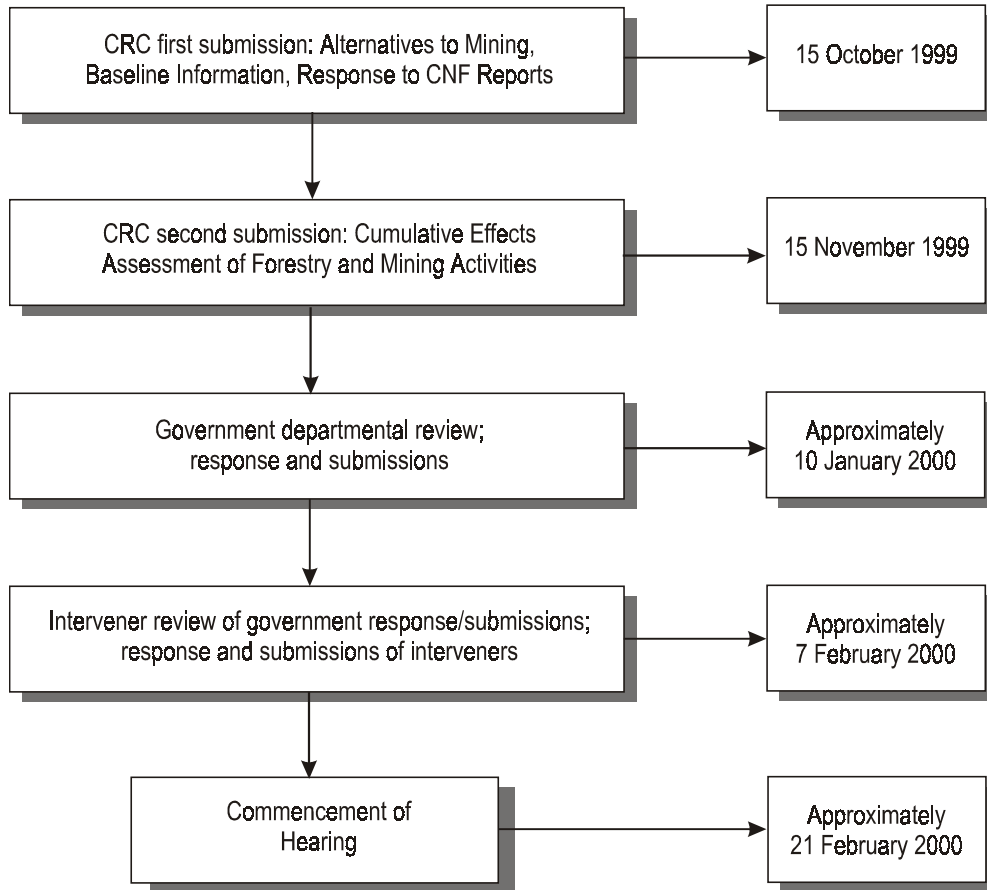 CRC first submission: Alternatives to Mining,
Baseline Information, Response to CNF Reports
15 October 1999
CRC second submission: Cumulative Effects
Assessment of Forestry and Mining Activities
15 November 1999
Government departmental review;
response and submissions
Approximately
10 January 2000
Intervener review of government response/submissions;
response and submissions of interveners
Approximately
7 February 2000
Commencement of
Hearing
Approximately
21 February 2000